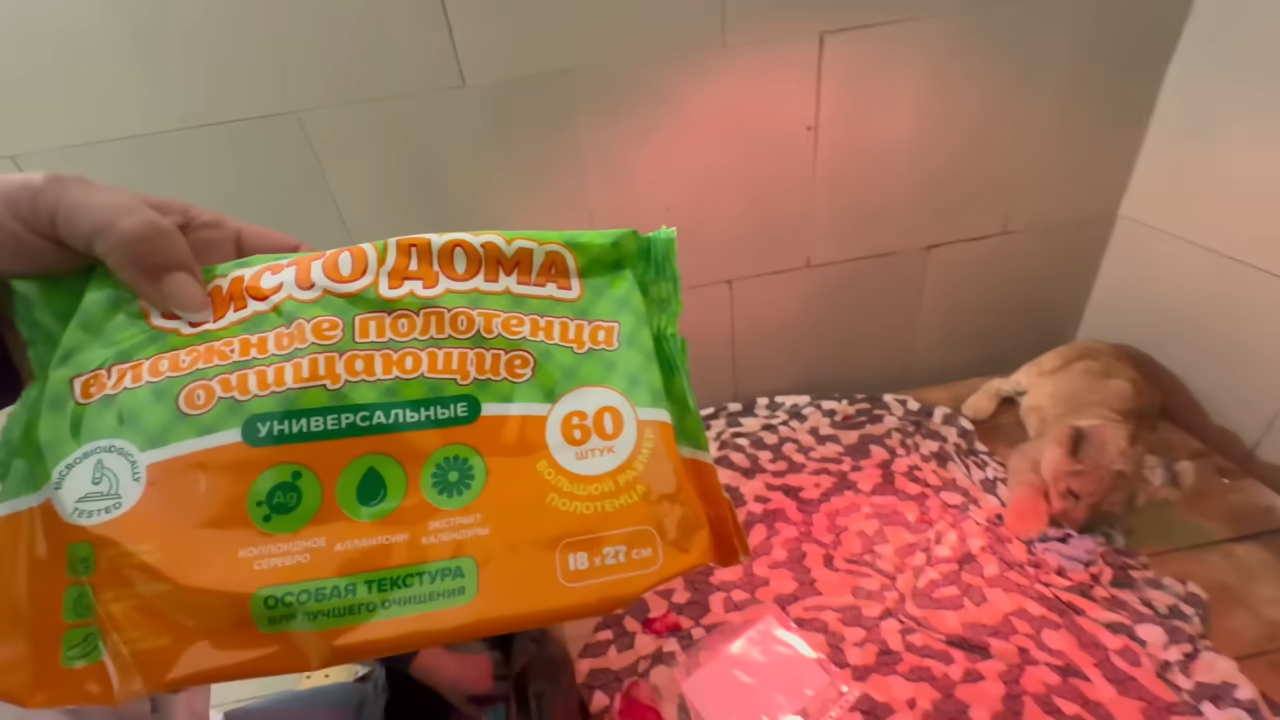 ЧИСТО ДОМА
влажные полотенца
очищающие
УНИВЕРСАЛЬНЫЕ
60
ШТУК
БОЛЬШОЙ РАЗМЕР
ПОЛОТЕНЦА
MICROBIOLOGICALLY
TESTED
Ag
КОЛЛОИДНОЕ
СЕРЕБРО
АЛЛАНТОИН
ЭКСТРАКТ
КАЛЕНДУЛЫ
18 x 27 СМ
ОСОБАЯ ТЕКСТУРА
ДЛЯ ЛУЧШЕГО ОЧИЩЕНИЯ